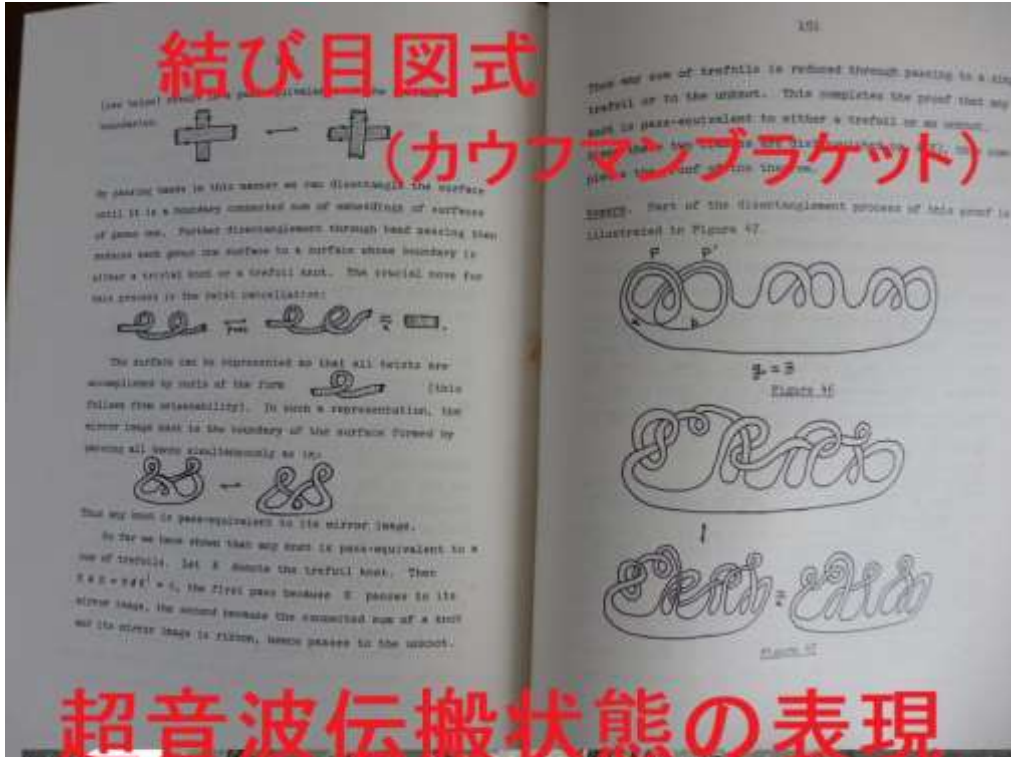 結び目図式
(カウフマンブラケット)
boundaries.
By passing bands in this manner we can disentangle the surface
until it is a boundary connected sum of embeddings of surfaces
of genus one. Further disentanglement through band passing then
reduces each genus one surface to a surface whose boundary is
either a trivial knot or a trefoil knot. The crucial move for
this process is the twist cancellation:
pass
The surface can be represented so that all twists are
accomplished by curls of the form (this
follows from orientability). In such a representation, the
mirror image knot is the boundary of the surface formed by
passing all bands simultaneously as in:
Thus any knot is pass-equivalent to its mirror image.
So far we have shown that any knot is pass-equivalent to a
sum of trefoils. Let K denote the trefoil knot. Then
the first pass because K passes to its
mirror image, the second because the connected sum of a knot
and its mirror image is ribbon, hence passes to the unknot.
151
Thus any sum of trefoils is reduced through passing to a
trefoil or to the unknot. This completes the proof that any
knot is pass-equivalent to either a trefoil or an unknot.
REMARK. Part of the disentanglement process of this proof is
illustrated in Figure 47.
P P'
a b
g = 3
Figure 46
Figure 47
超音波伝搬状態の表現